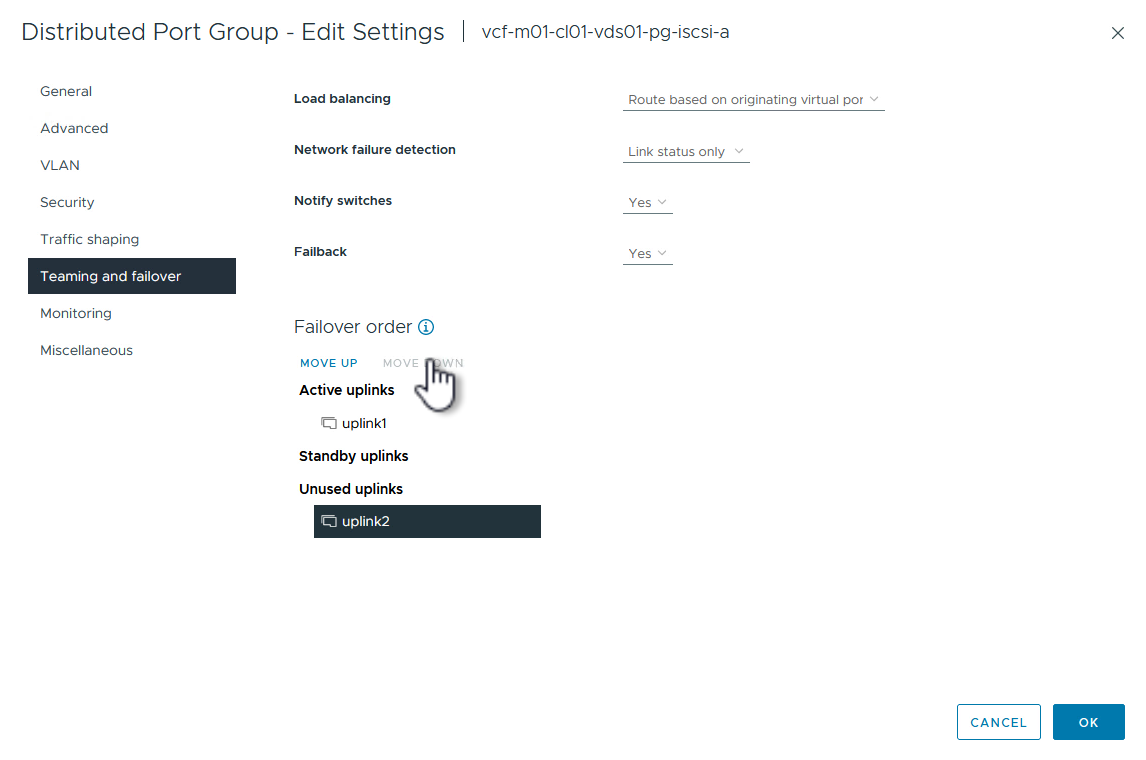 Distributed Port Group - Edit Settings | vcf-m01-cl01-vds01-pg-iscsi-a
General
Advanced
VLAN
Security
Traffic shaping
Teaming and failover
Monitoring
Miscellaneous
Load balancing Route based on originating virtual por
Network failure detection Link status only
Notify switches Yes
Failback Yes
Failover order
MOVE UP MOVE DOWN
Active uplinks
uplink1
Standby uplinks
Unused uplinks
uplink2
CANCEL OK